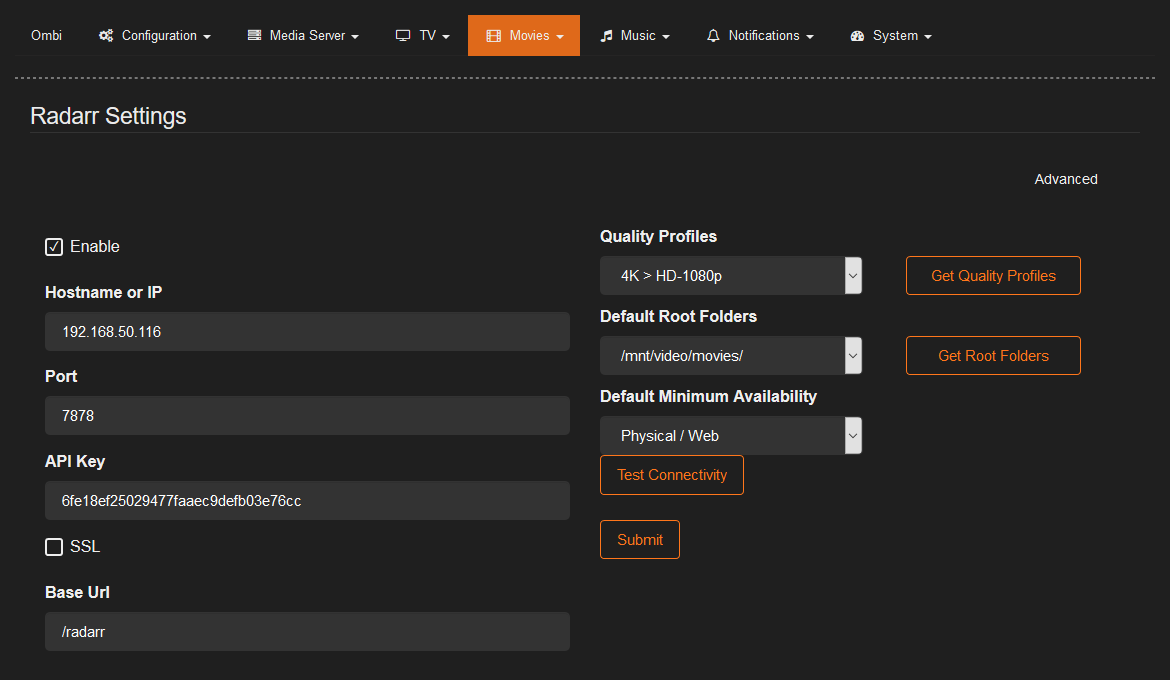 Ombi Configuration Media Server TV Movies Music Notifications System
Radarr Settings
Advanced
Enable
Hostname or IP
192.168.50.116
Port
7878
API Key
6fe18ef25029477faaec9defb03e76cc
SSL
Base Url
/radarr
Quality Profiles
4K > HD-1080p Get Quality Profiles
Default Root Folders
/mnt/video/movies/ Get Root Folders
Default Minimum Availability
Physical / Web
Test Connectivity
Submit